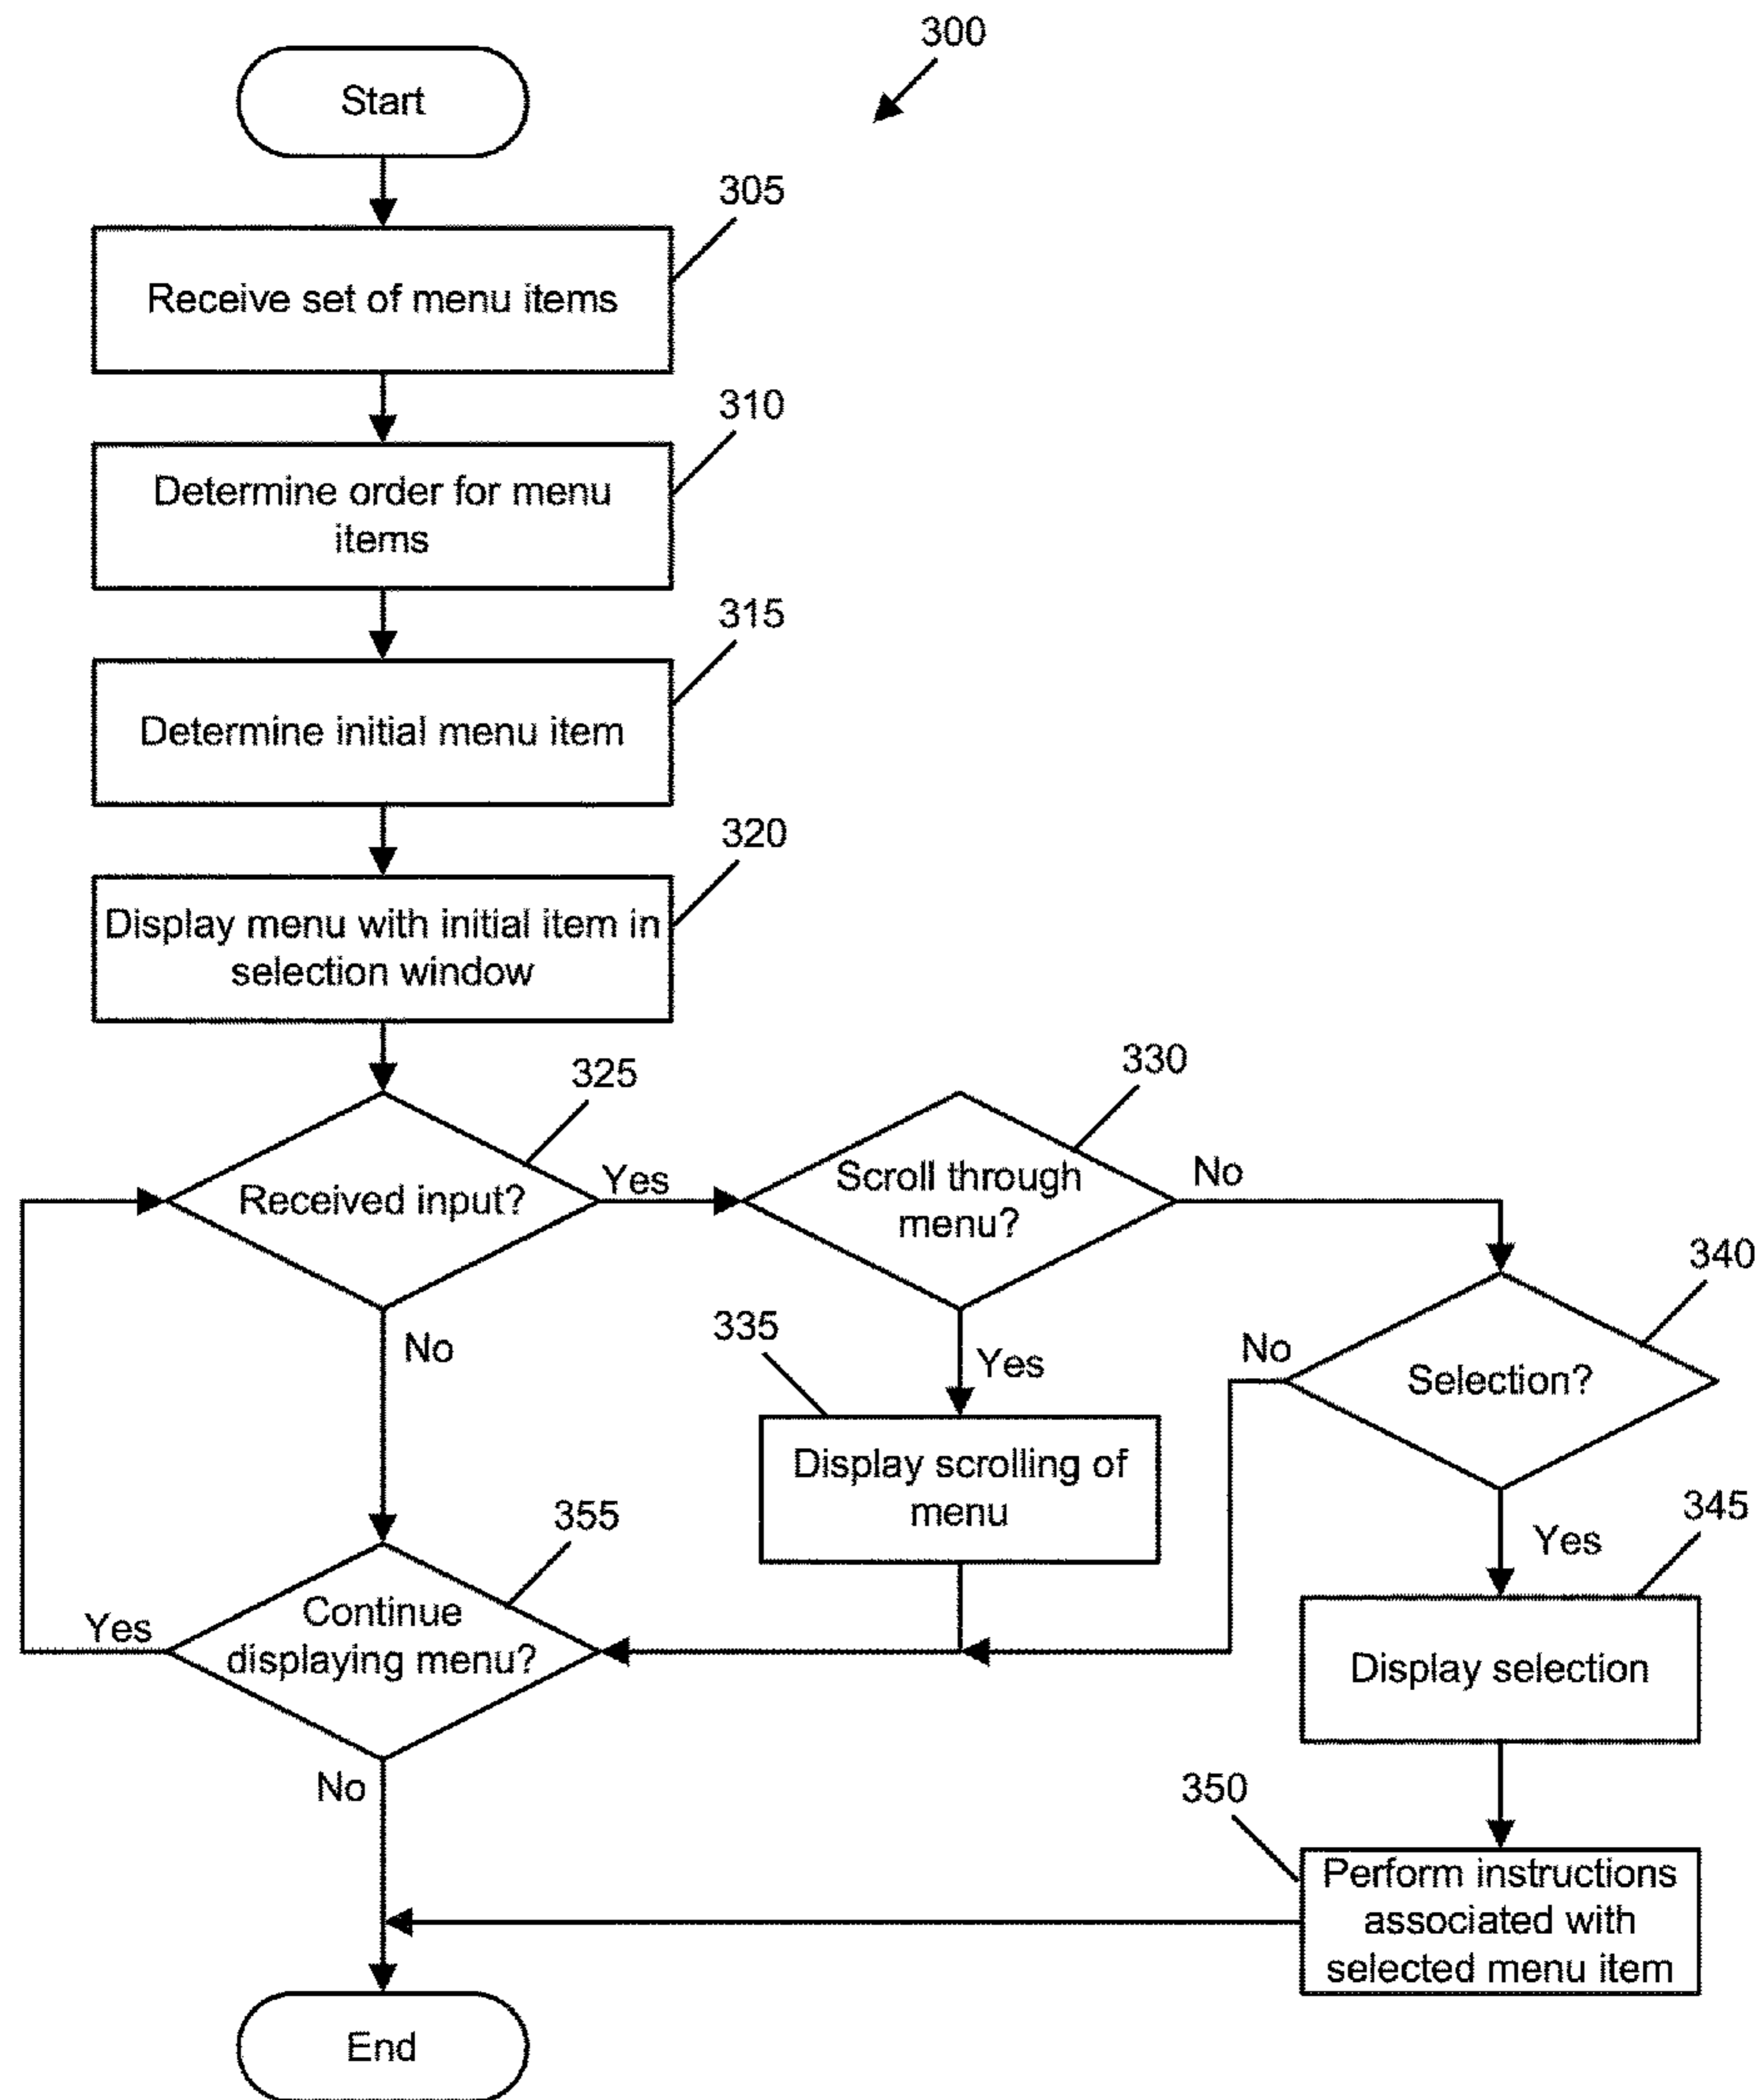 300
Start
305
Receive set of menu items
310
Determine order for menu
items
315
Determine initial menu item
320
Display menu with initial item in
selection window
325
Received input?
Yes
No
330
Scroll through
menu?
No
Yes
335
Display scrolling of
menu
340
Selection?
No
Yes
345
Display selection
350
Perform instructions
associated with
selected menu item
355
Continue
displaying menu?
Yes
No
End